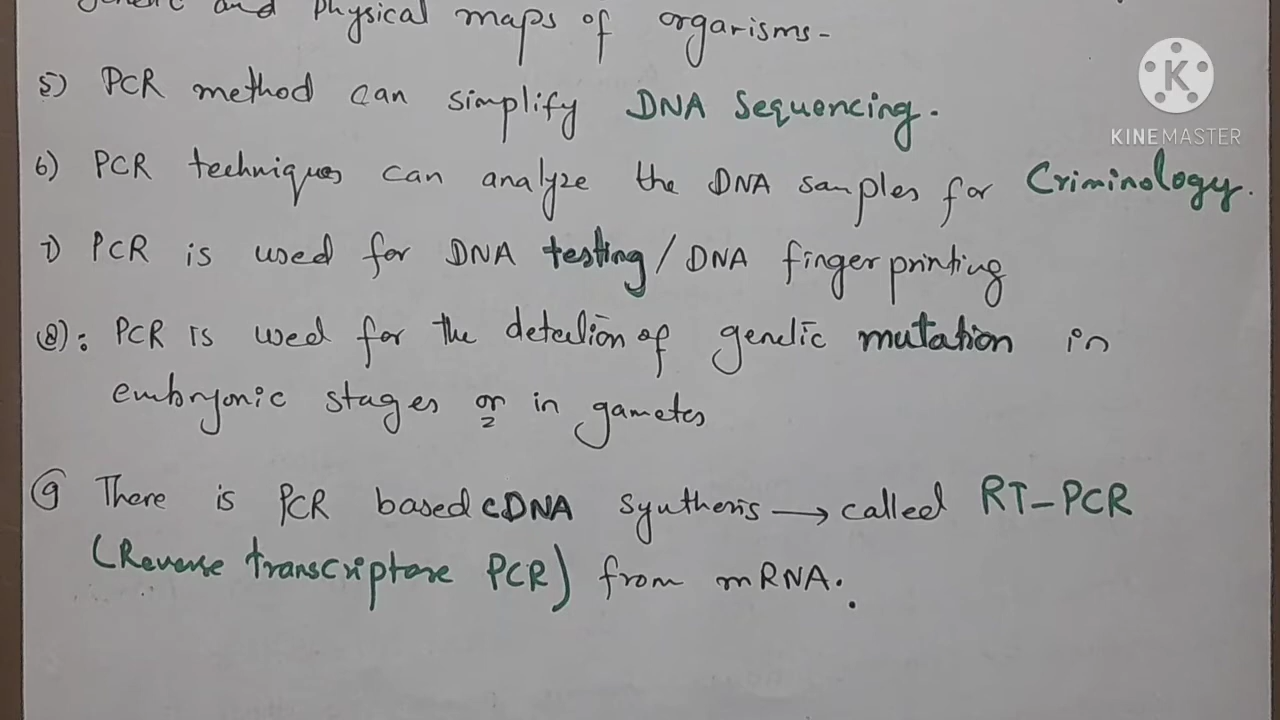 genetic and physical maps of orgarisms-
5) PCR method can simplify DNA Sequencing.
KINEMASTER
6) PCR techniques can analyze the DNA samples for Criminology.
7) PCR is used for DNA testing / DNA finger printing
(8): PCR is used for the detection of genetic mutation in
embryonic stages or in gametes
9 There is PCR based cDNA synthesis → called RT-PCR
(Reverse transcriptase PCR) from mRNA.